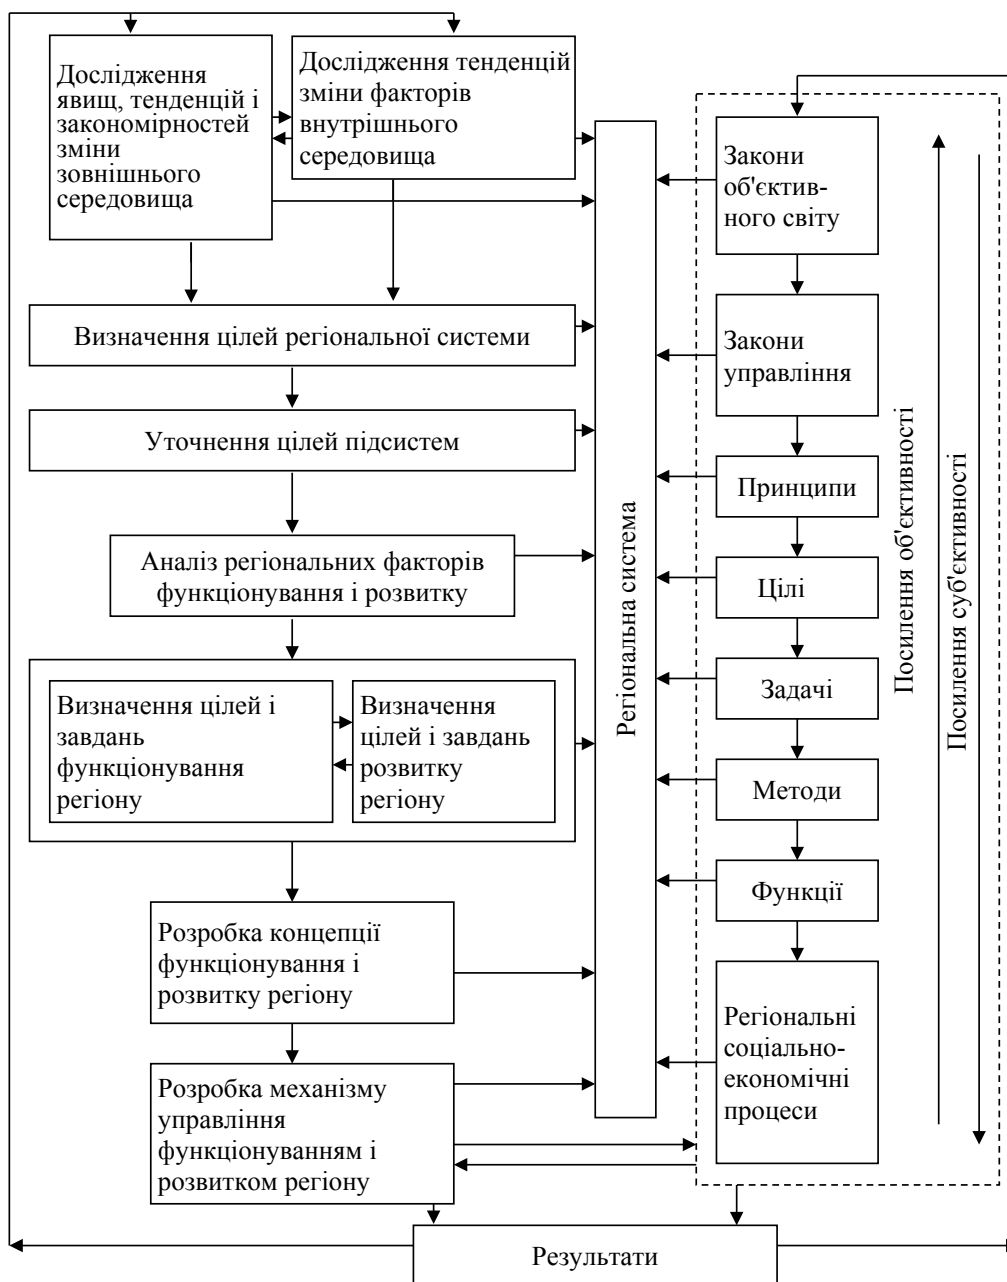 Дослідження
явищ, тенденцій і
закономірностей
зміни
зовнішнього
середовища
Дослідження тенденцій
зміни факторів
внутрішнього
середовища
Визначення цілей регіональної системи
Уточнення цілей підсистем
Аналіз регіональних факторів
функціонування і розвитку
Визначення цілей і
завдань
функціонування
регіону
Визначення
цілей і завдань
розвитку
регіону
Розробка концепції
функціонування і
розвитку регіону
Розробка механізму
управління
функціонуванням і
розвитком регіону
Регіональна система
Закони
об'єктив-
ного світу
Закони
управління
Принципи
Цілі
Задачі
Методи
Функції
Регіональні
соціально-
економічні
процеси
Посилення об'єктивності
Посилення суб'єктивності
Результати